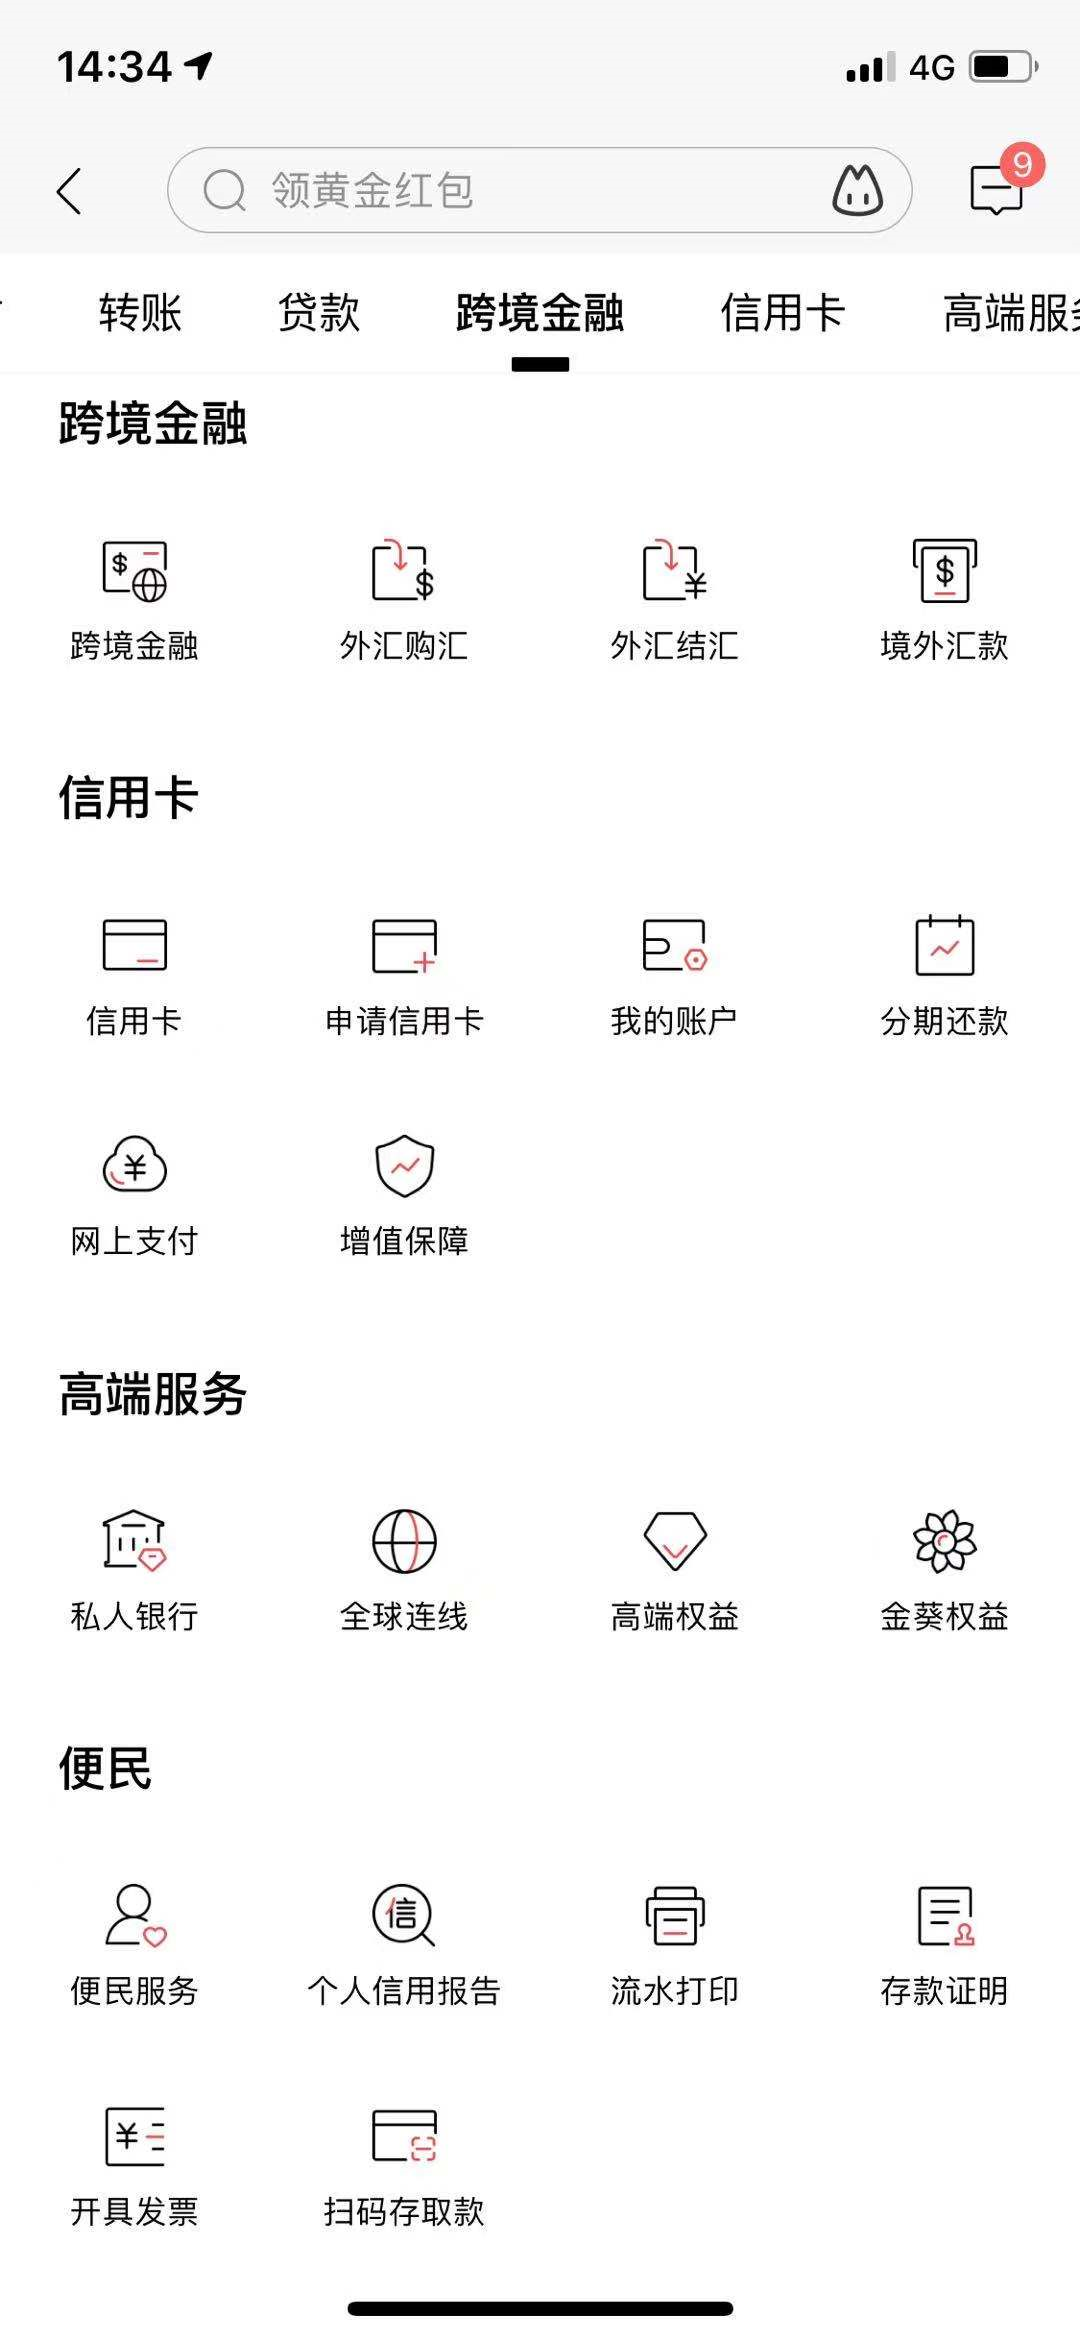 14:34
4G
领黄金红包
9
转账 贷款 跨境金融 信用卡 高端服务
跨境金融
$ $ ¥ $
跨境金融 外汇购汇 外汇结汇 境外汇款
信用卡
信用卡 申请信用卡 我的账户 分期还款
¥
网上支付 增值保障
高端服务
私人银行 全球连线 高端权益 金葵权益
便民
信
便民服务 个人信用报告 流水打印 存款证明
¥
开具发票 扫码存取款